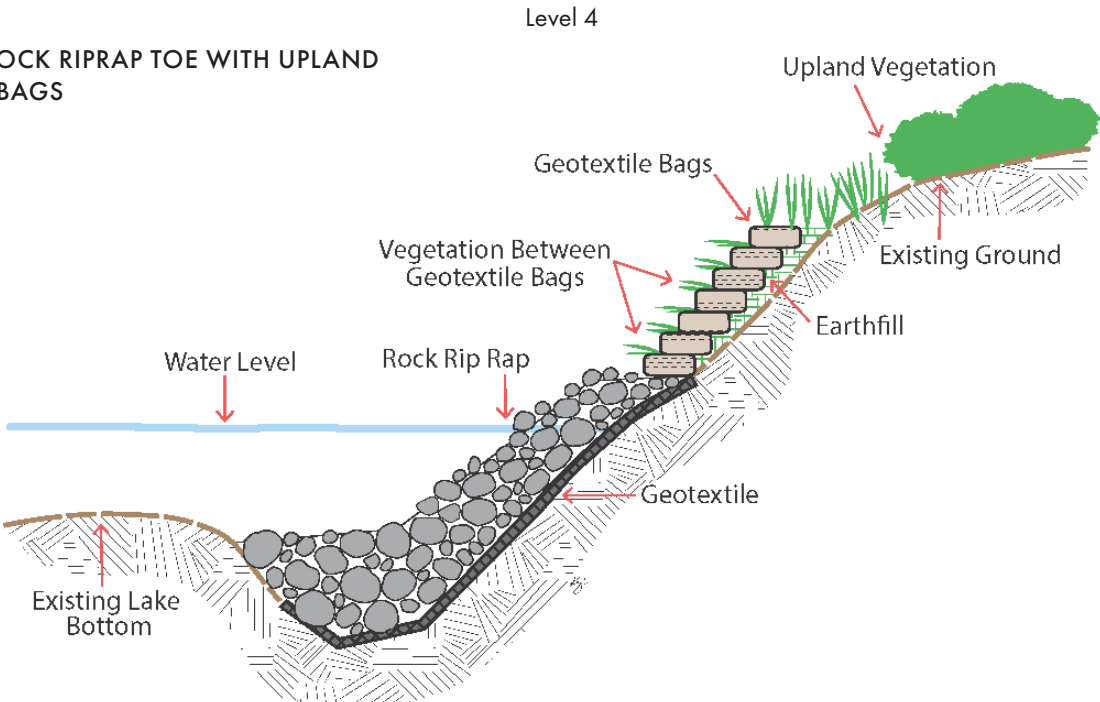 Level 4
OCK RIPRAP TOE WITH UPLAND
BAGS
Upland Vegetation
Geotextile Bags
Vegetation Between
Geotextile Bags
Existing Ground
Earthfill
Water Level
Rock Rip Rap
Geotextile
Existing Lake
Bottom